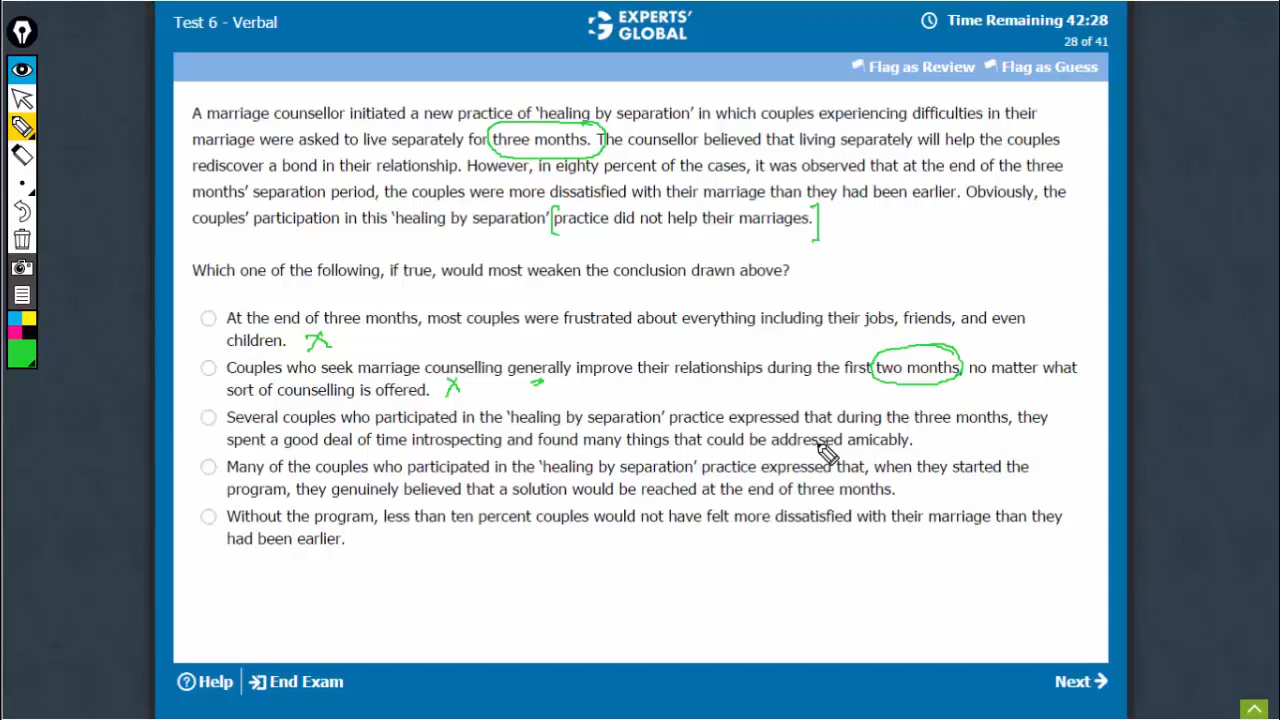 Test 6 - Verbal
EXPERTS'
GLOBAL
Time Remaining 42:28
28 of 41
Flag as Review Flag as Guess
A marriage counsellor initiated a new practice of 'healing by separation' in which couples experiencing difficulties in their
marriage were asked to live separately for three months. The counsellor believed that living separately will help the couples
rediscover a bond in their relationship. However, in eighty percent of the cases, it was observed that at the end of the three
months' separation period, the couples were more dissatisfied with their marriage than they had been earlier. Obviously, the
couples' participation in this 'healing by separation' practice did not help their marriages.
Which one of the following, if true, would most weaken the conclusion drawn above?
At the end of three months, most couples were frustrated about everything including their jobs, friends, and even
children.
Couples who seek marriage counselling generally improve their relationships during the first two months, no matter what
sort of counselling is offered.
Several couples who participated in the 'healing by separation' practice expressed that during the three months, they
spent a good deal of time introspecting and found many things that could be addressed amicably.
Many of the couples who participated in the 'healing by separation' practice expressed that, when they started the
program, they genuinely believed that a solution would be reached at the end of three months.
Without the program, less than ten percent couples would not have felt more dissatisfied with their marriage than they
had been earlier.
Help End Exam Next